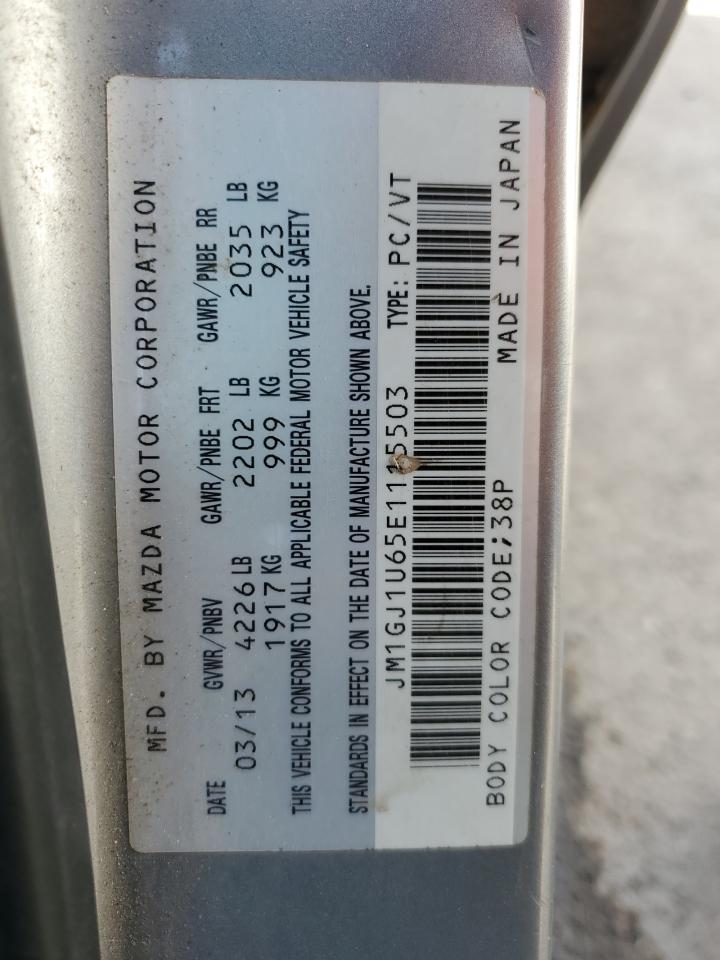 MFD. BY MAZDA MOTOR CORPORATION
DATE GVWR/PNBV GAWR/PNBE FRT GAWR/PNBE RR
03/13 4226 LB 2202 LB 2035 LB
1917 KG 999 KG 923 KG
THIS VEHICLE CONFORMS TO ALL APPLICABLE FEDERAL MOTOR VEHICLE SAFETY
STANDARDS IN EFFECT ON THE DATE OF MANUFACTURE SHOWN ABOVE.
JM1GJ1U65E1115503 TYPE: PC/VT
BODY COLOR CODE;38P MADE IN JAPAN